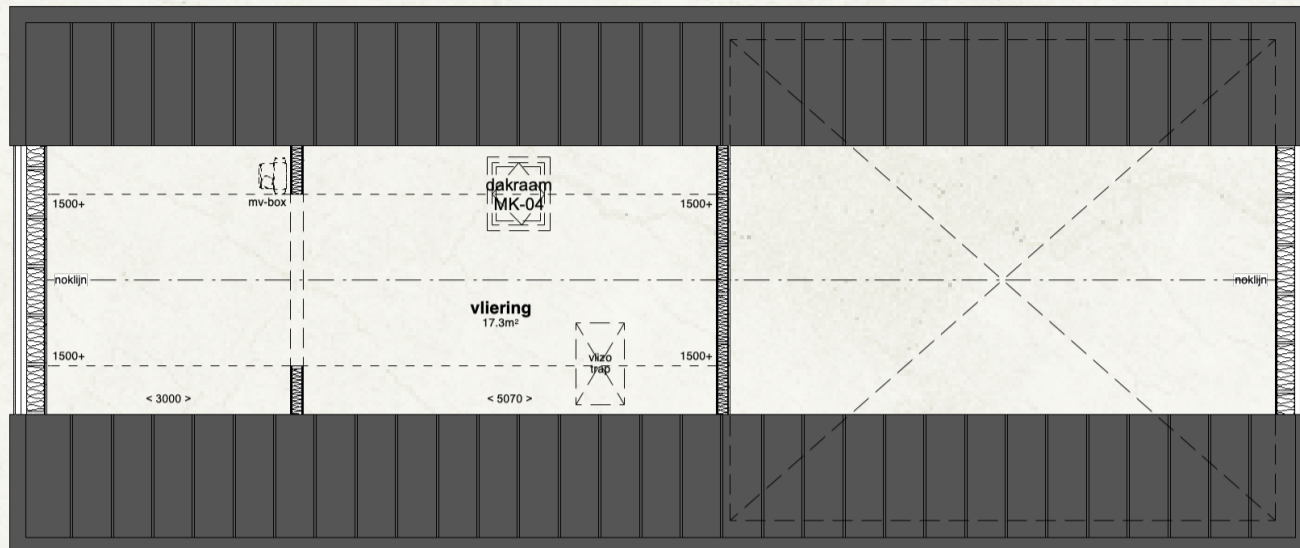 dakraam
MK-04
mv-box
1500+
1500+
noklijn
noklijn
vliering
17.3m²
1500+
1500+
vlizo
trap
< 3000 >
< 5070 >